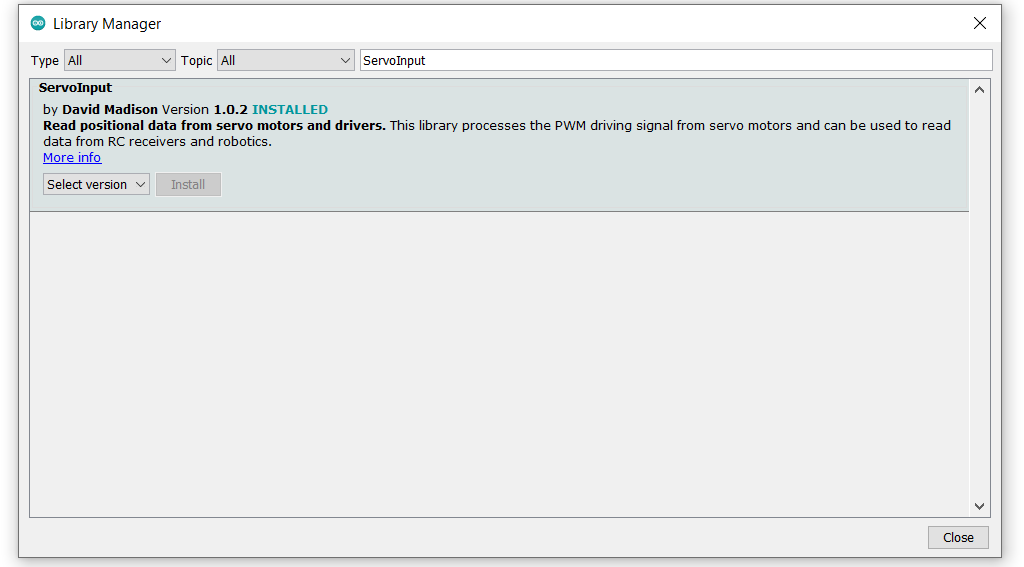 Library Manager
Type All Topic All ServoInput
ServoInput
by David Madison Version 1.0.2 INSTALLED
Read positional data from servo motors and drivers. This library processes the PWM driving signal from servo motors and can be used to read
data from RC receivers and robotics.
More info
Select version Install
Close